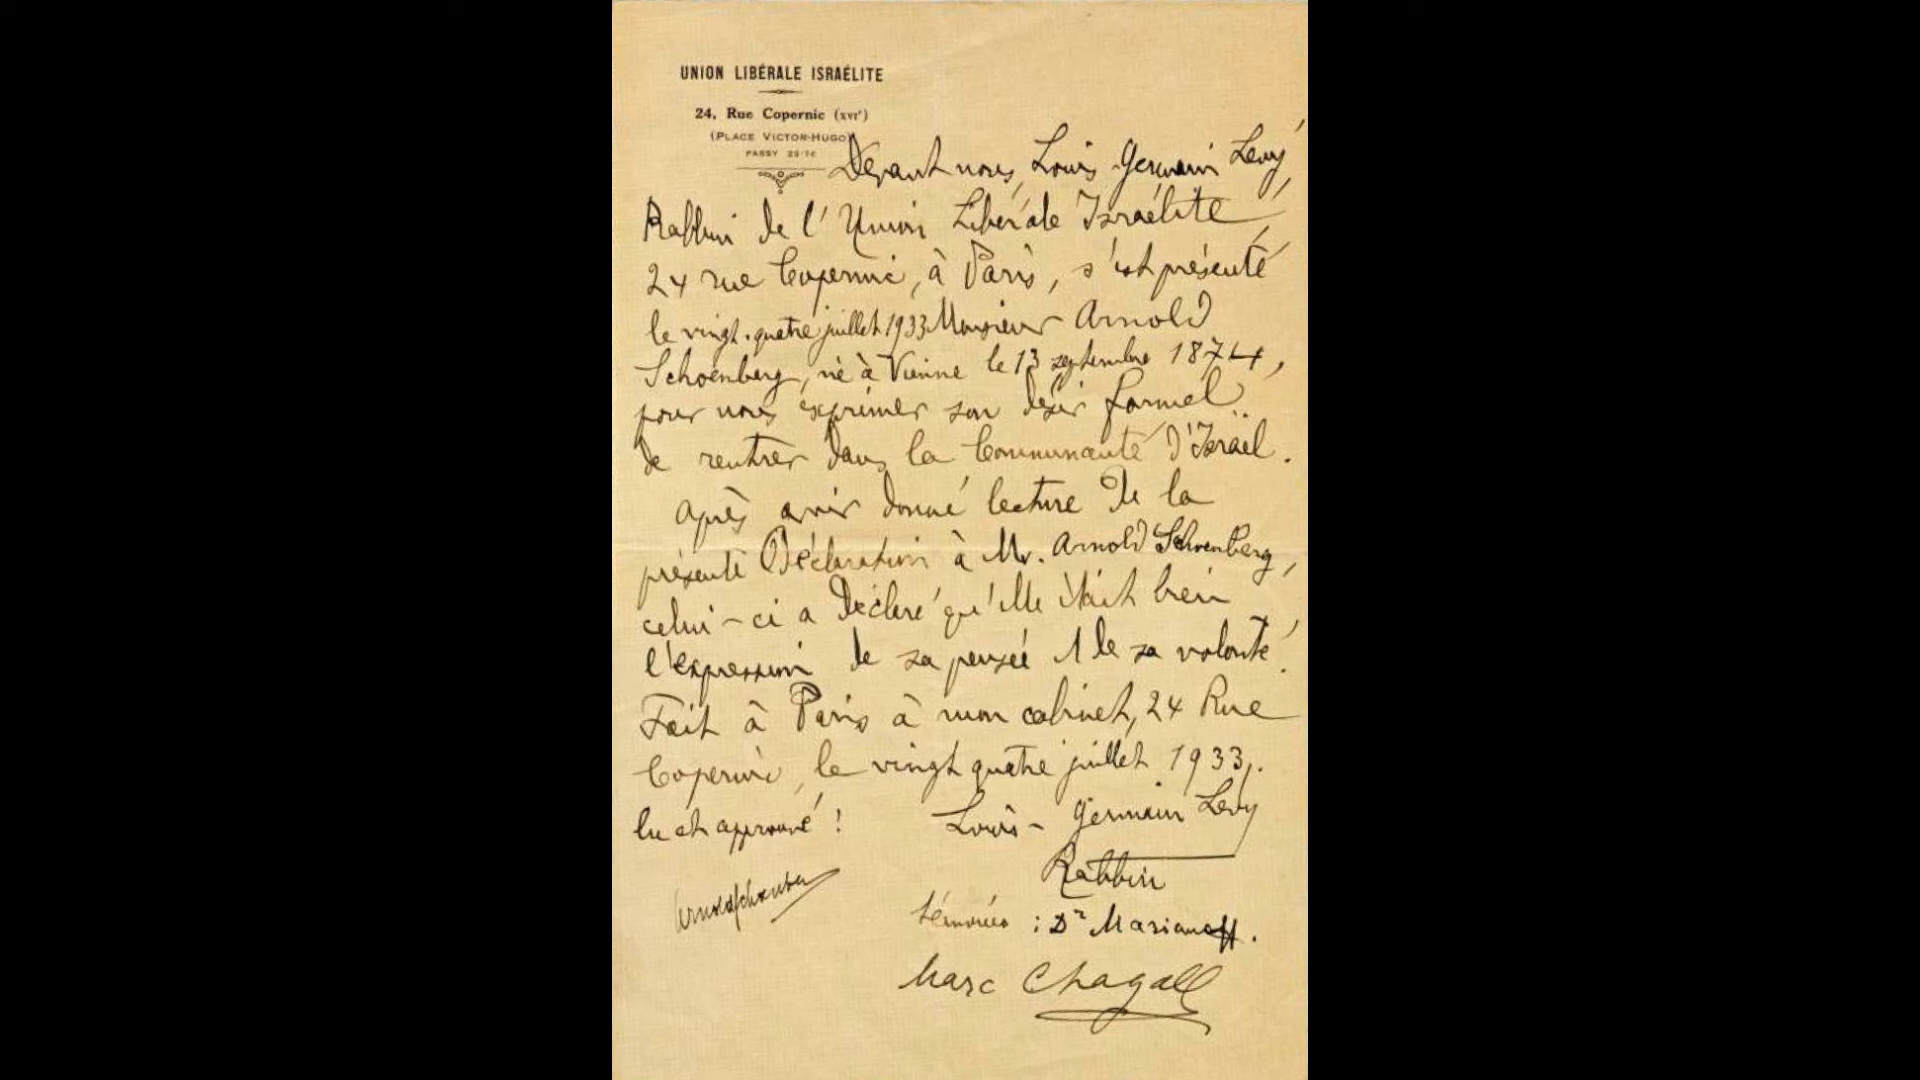 UNION LIBÉRALE ISRAÉLITE
24, Rue Copernic (XVIᵉ)
(PLACE VICTOR-HUGO)
PASSY
Devant nous, Louis Germain Lévy,
Rabbin de l'Union Libérale Israélite,
24 rue Copernic, à Paris, s'est présenté
le vingt-quatre juillet 1933 Monsieur Arnold
Schoenberg, né à Vienne le 13 septembre 1874,
pour nous exprimer son désir formel
de rentrer dans la Communauté d'Israël.
Après avoir donné lecture de la
présente Déclaration à Mr. Arnold Schoenberg,
celui-ci a déclaré qu'elle était bien
l'expression de sa pensée et de sa volonté.
Fait à Paris à mon cabinet, 24 Rue
Copernic, le vingt quatre juillet 1933.
lu et approuvé !
Louis-Germain Lévy
Rabbin
Arnold Schoenberg
témoins : Dr Marianoff.
Marc Chagall